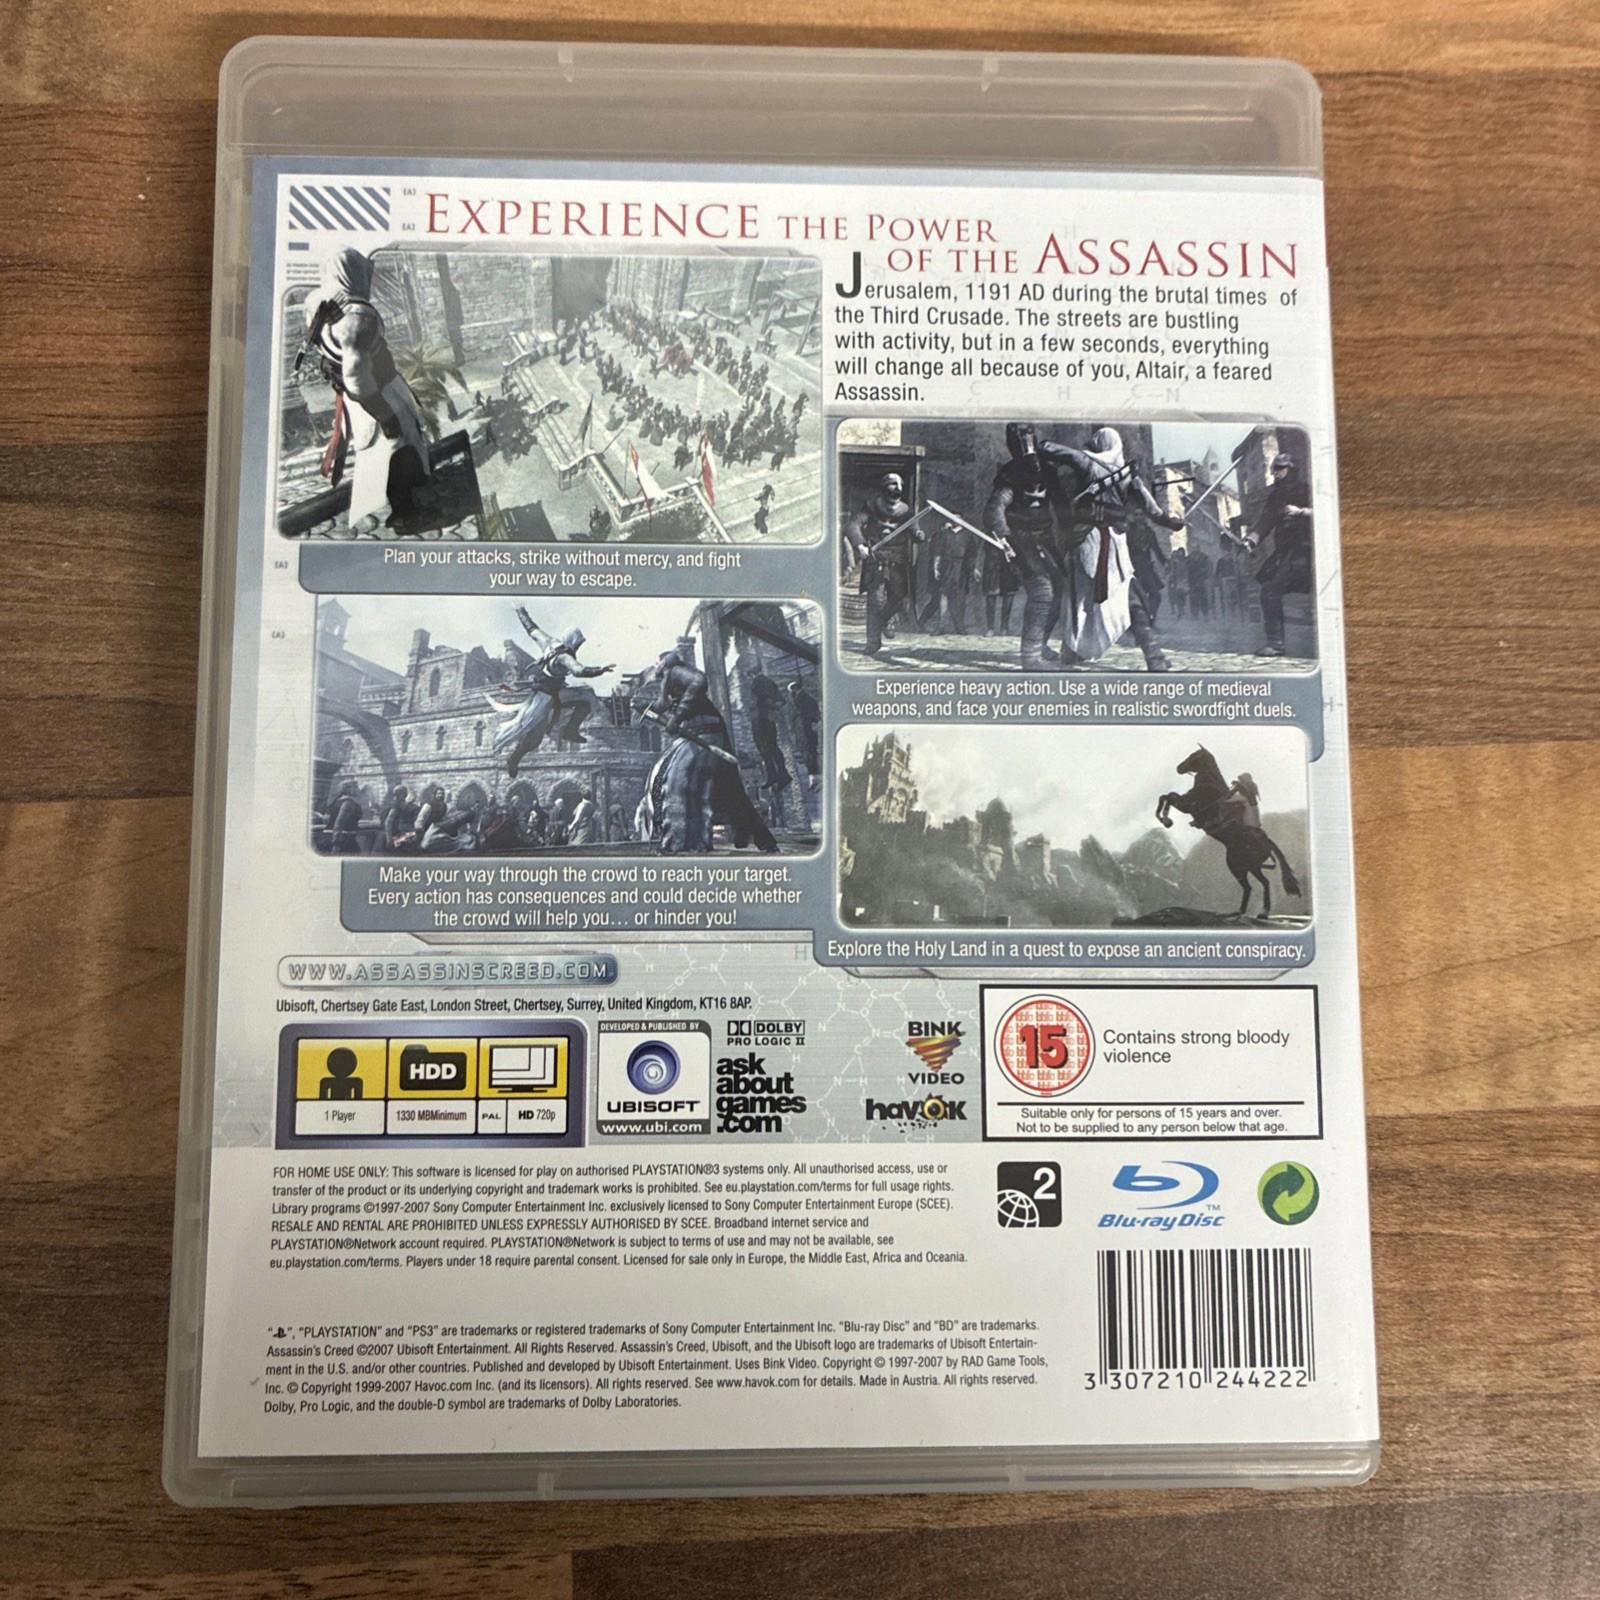 EXPERIENCE THE POWER
OF THE ASSASSIN
Jerusalem, 1191 AD during the brutal times of
the Third Crusade. The streets are bustling
with activity, but in a few seconds, everything
will change all because of you, Altair, a feared
Assassin.
Plan your attacks, strike without mercy, and fight
your way to escape.
Experience heavy action. Use a wide range of medieval
weapons, and face your enemies in realistic swordfight duels.
Make your way through the crowd to reach your target.
Every action has consequences and could decide whether
the crowd will help you... or hinder you!
Explore the Holy Land in a quest to expose an ancient conspiracy.
WWW.ASSASSINSCREED.COM
Ubisoft, Chertsey Gate East, London Street, Chertsey, Surrey, United Kingdom, KT16 8AP.
HDD
1 Player
1330 MBMinimum
PAL
HD 720p
DEVELOPED & PUBLISHED BY
UBISOFT
www.ubi.com
DOLBY
PRO LOGIC II
ask
about
games
.com
BINK
VIDEO
havok
15
Contains strong bloody
violence
Suitable only for persons of 15 years and over.
Not to be supplied to any person below that age.
FOR HOME USE ONLY: This software is licensed for play on authorised PLAYSTATION®3 systems only. All unauthorised access, use or
transfer of the product or its underlying copyright and trademark works is prohibited. See eu.playstation.com/terms for full usage rights.
Library programs ©1997-2007 Sony Computer Entertainment Inc. exclusively licensed to Sony Computer Entertainment Europe (SCEE).
RESALE AND RENTAL ARE PROHIBITED UNLESS EXPRESSLY AUTHORISED BY SCEE. Broadband internet service and
PLAYSTATION®Network account required. PLAYSTATION®Network is subject to terms of use and may not be available, see
eu.playstation.com/terms. Players under 18 require parental consent. Licensed for sale only in Europe, the Middle East, Africa and Oceania.
2
Blu-ray Disc
TM
"PS", "PLAYSTATION" and "PS3" are trademarks or registered trademarks of Sony Computer Entertainment Inc. "Blu-ray Disc" and "BD" are trademarks.
Assassin's Creed ©2007 Ubisoft Entertainment. All Rights Reserved. Assassin's Creed, Ubisoft, and the Ubisoft logo are trademarks of Ubisoft Entertain-
ment in the U.S. and/or other countries. Published and developed by Ubisoft Entertainment. Uses Bink Video. Copyright © 1997-2007 by RAD Game Tools,
Inc. © Copyright 1999-2007 Havoc.com Inc. (and its licensors). All rights reserved. See www.havok.com for details. Made in Austria. All rights reserved.
Dolby, Pro Logic, and the double-D symbol are trademarks of Dolby Laboratories.
3 307210 244222